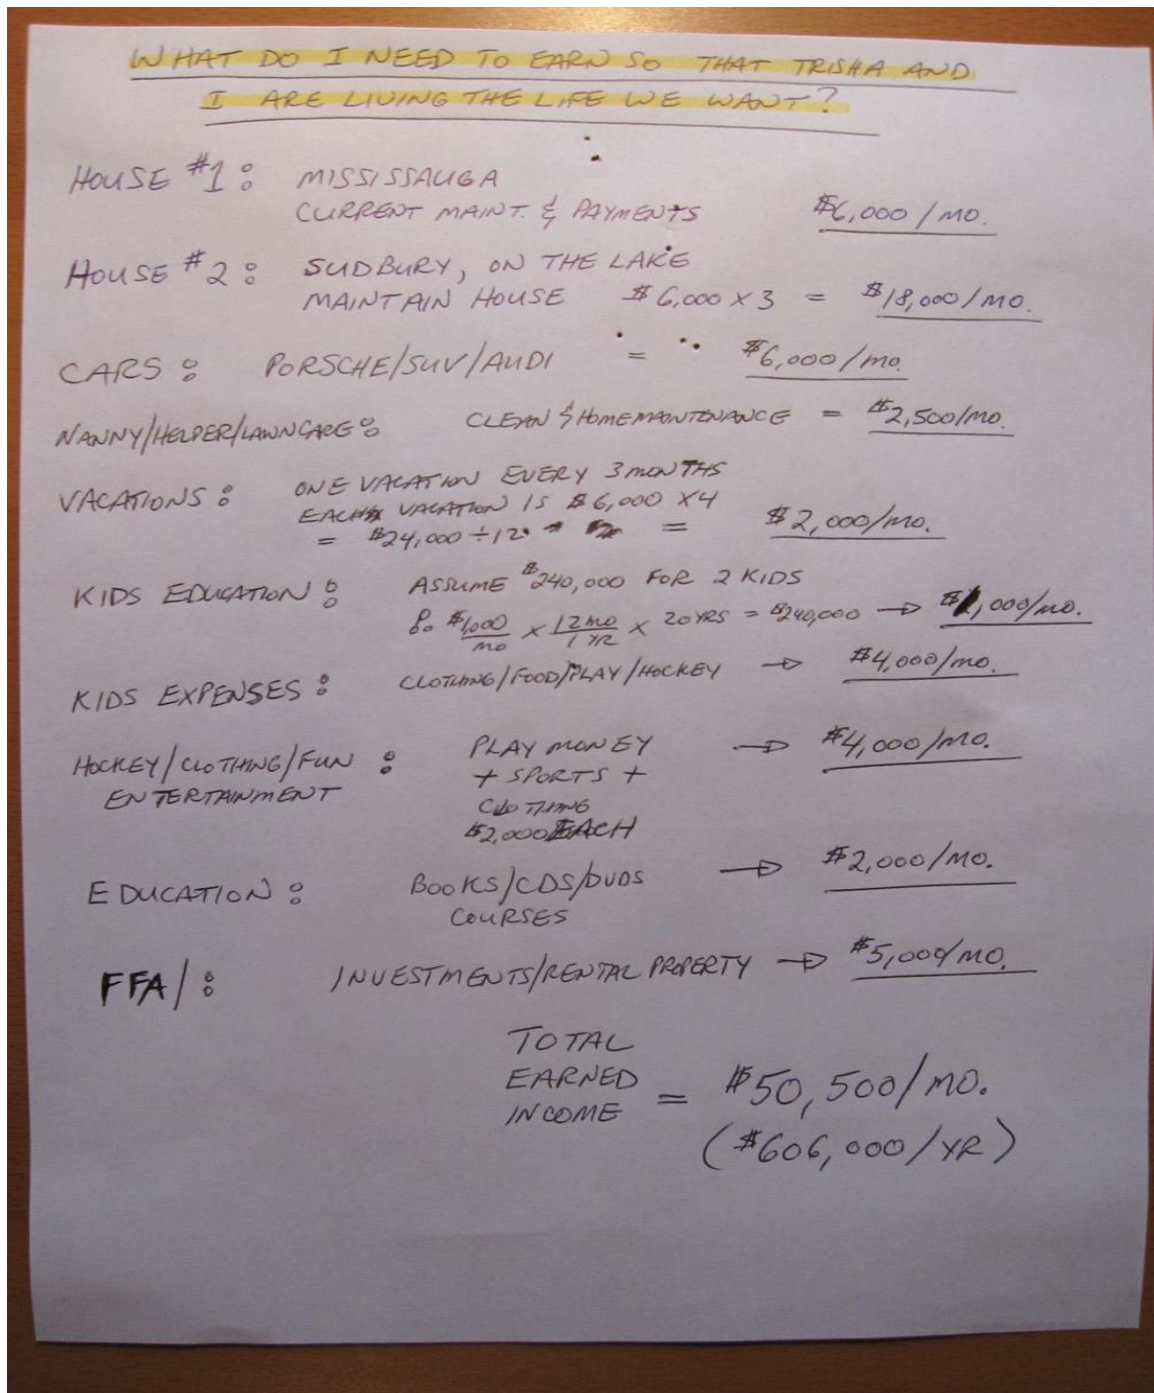 WHAT DO I NEED TO EARN SO THAT TRISHA AND
I ARE LIVING THE LIFE WE WANT?
HOUSE #1: MISSISSAUGA
CURRENT MAINT. & PAYMENTS $6,000/MO.
HOUSE #2: SUDBURY, ON THE LAKE
MAINTAIN HOUSE $6,000 X 3 = $18,000/MO.
CARS: PORSCHE/SUV/AUDI = $6,000/MO.
NANNY/HELPER/LAWNCARE: CLEAN & HOMEMAINTENANCE = $2,500/MO.
VACATIONS: ONE VACATION EVERY 3 MONTHS
EACH VACATION IS $6,000 X4
= $24,000 ÷ 12 = $2,000/MO.
KIDS EDUCATION: ASSUME $240,000 FOR 2 KIDS
$1,000/MO X 12 MO/1 YR X 20 YRS = $240,000 → $1,000/MO.
KIDS EXPENSES: CLOTHING/FOOD/PLAY/HOCKEY → $4,000/MO.
HOCKEY/CLOTHING/FUN: PLAY MONEY → $4,000/MO.
ENTERTAINMENT + SPORTS +
CLOTHING
$2,000 EACH
EDUCATION: BOOKS/CDS/DVDS → $2,000/MO.
COURSES
FFA/: INVESTMENTS/RENTAL PROPERTY → $5,000/MO.
TOTAL
EARNED
INCOME = $50,500/MO.
($606,000/YR)